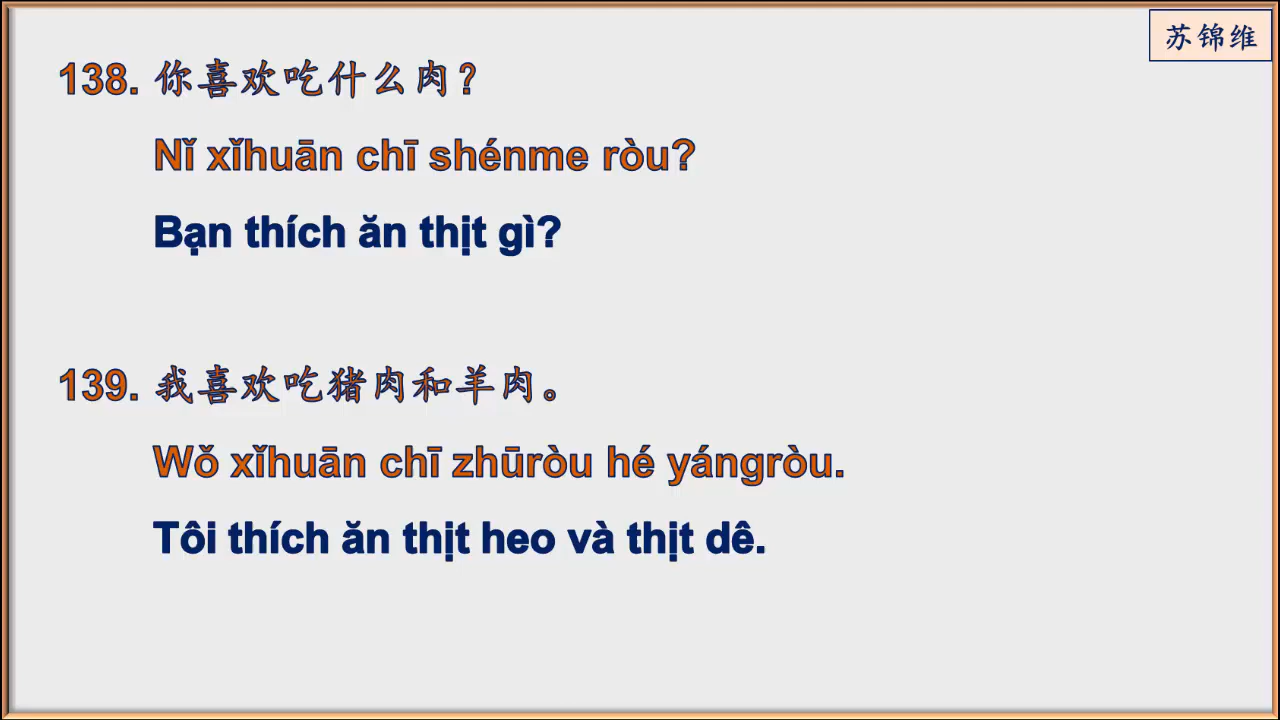 苏锦维
138. 你喜欢吃什么肉？
Nǐ xǐhuān chī shénme ròu?
Bạn thích ăn thịt gì?
139. 我喜欢吃猪肉和羊肉。
Wǒ xǐhuān chī zhūròu hé yángròu.
Tôi thích ăn thịt heo và thịt dê.